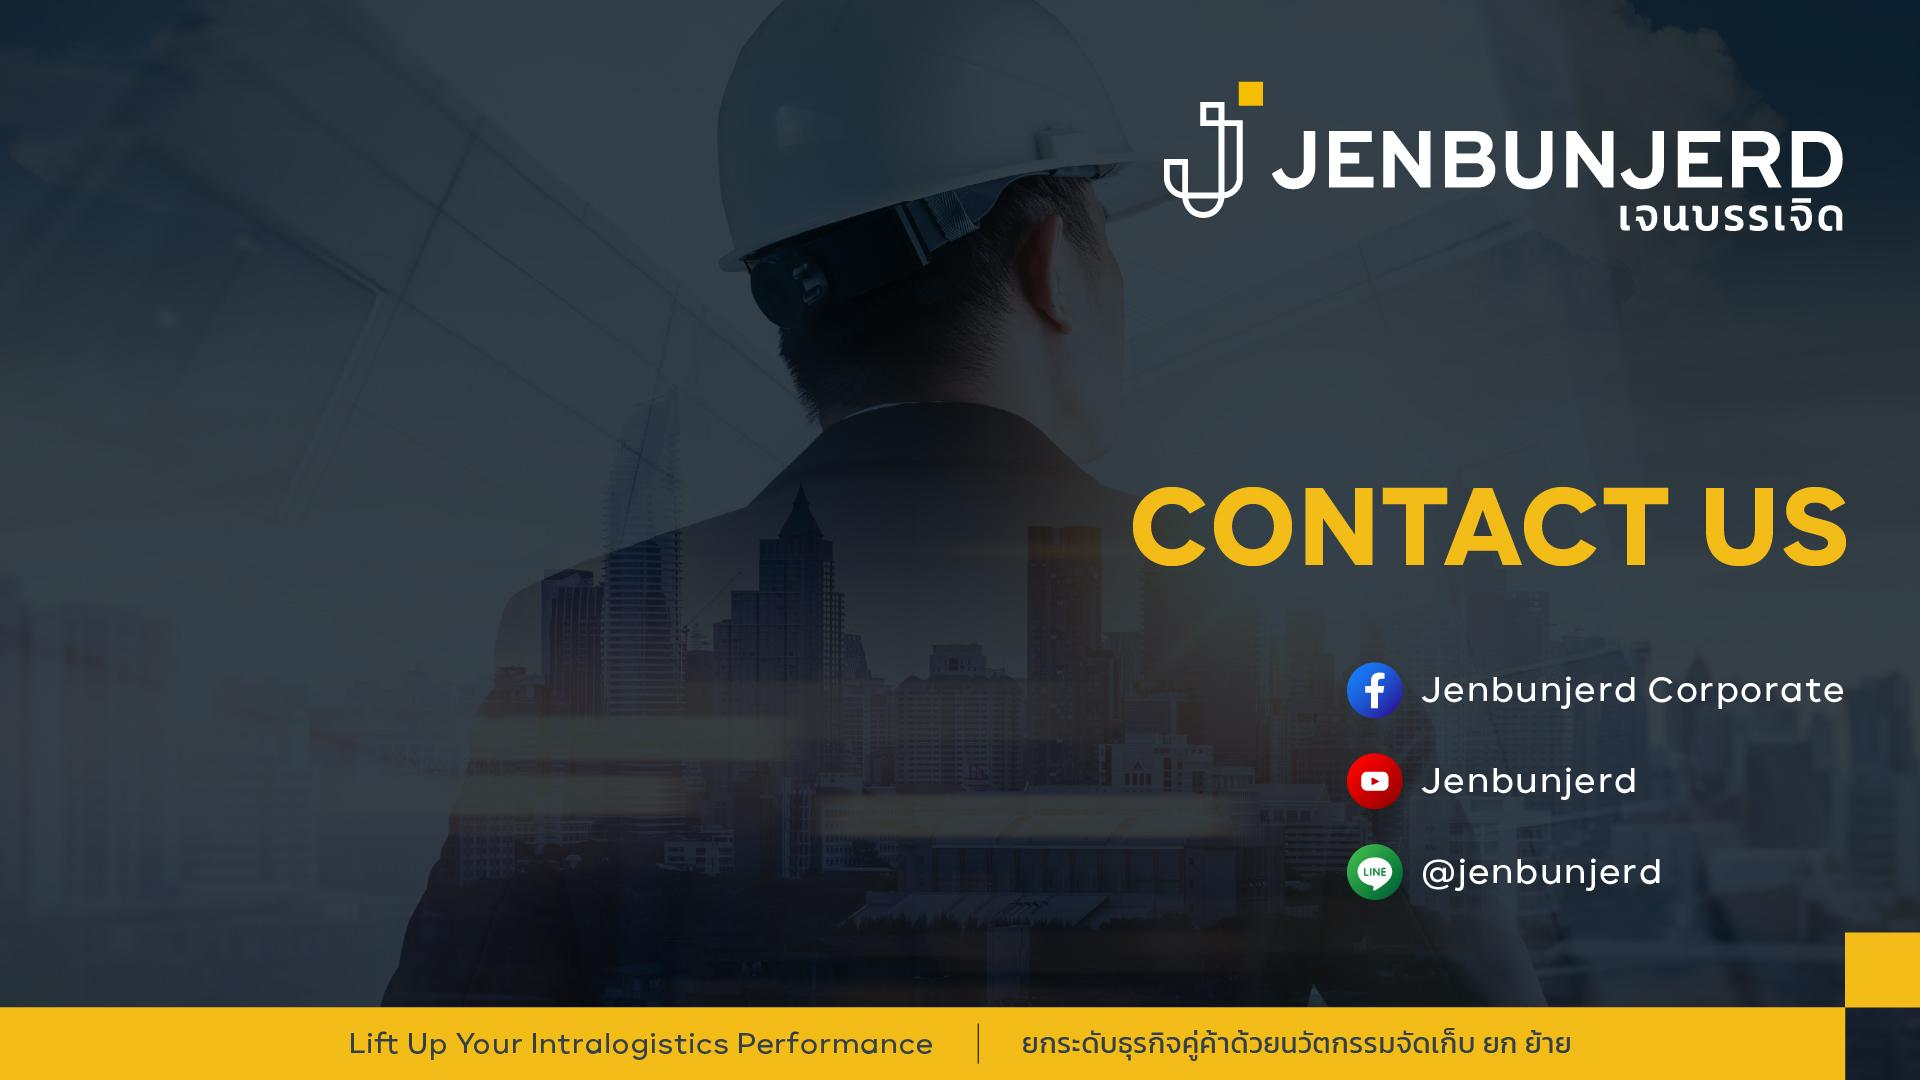 JENBUNJERD
เจนบรรเจิด
CONTACT US
Jenbunjerd Corporate
Jenbunjerd
LINE @jenbunjerd
Lift Up Your Intralogistics Performance
ยกระดับธุรกิจคู่ค้าด้วยนวัตกรรมจัดเก็บ ยก ย้าย